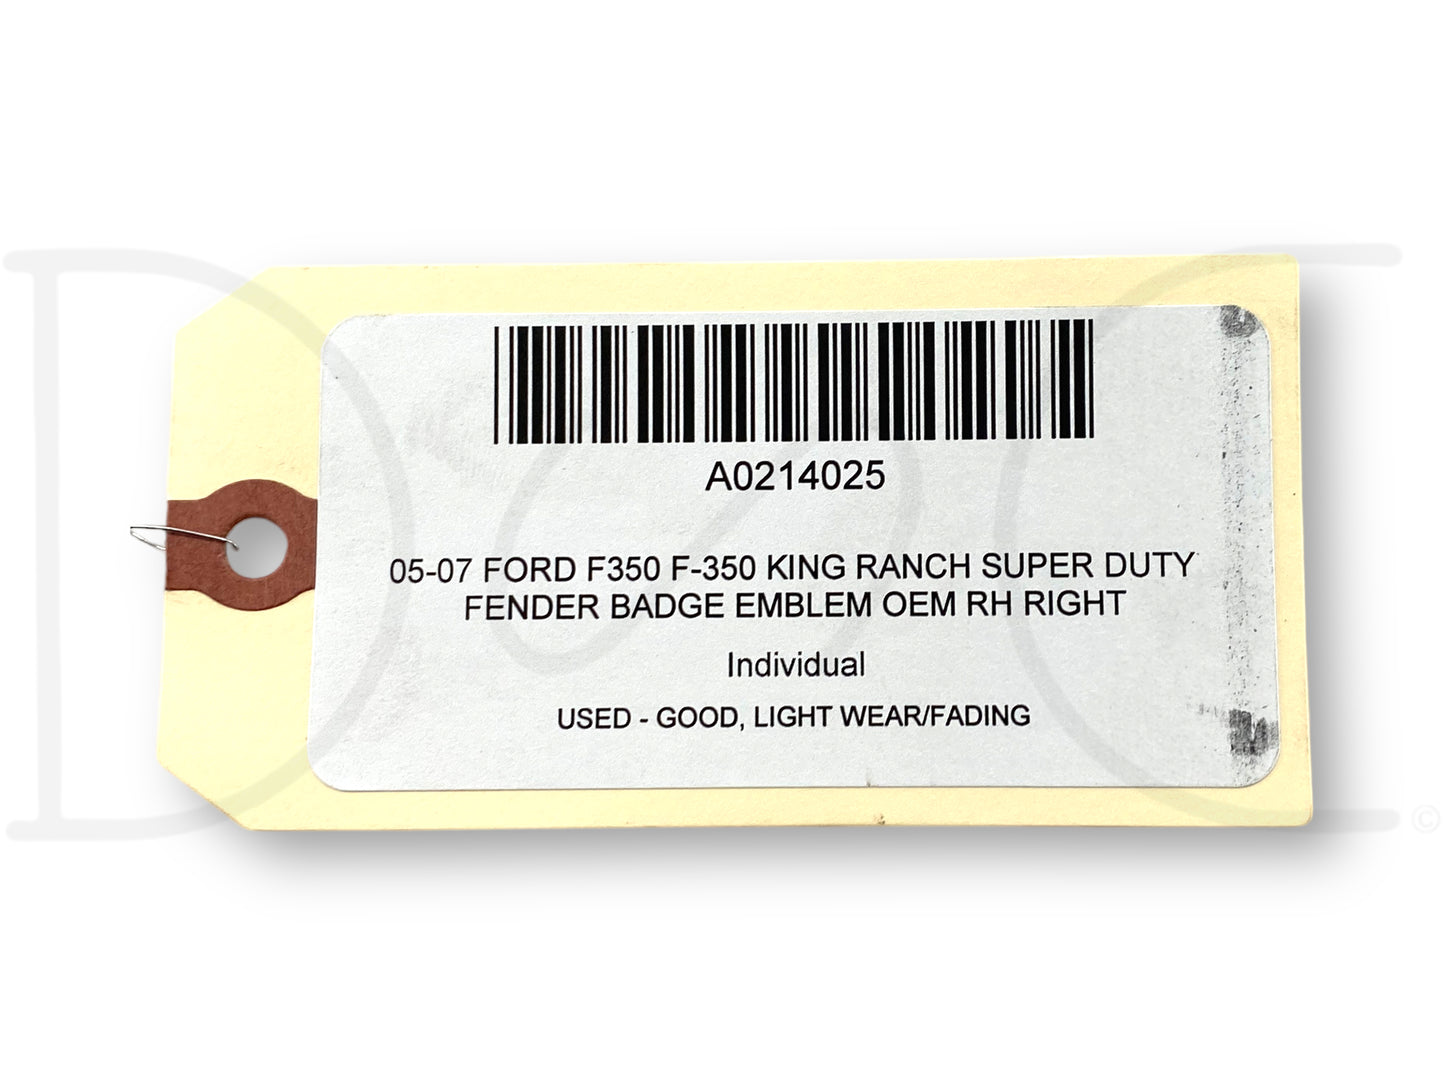 A0214025
05-07 FORD F350 F-350 KING RANCH SUPER DUTY
FENDER BADGE EMBLEM OEM RH RIGHT
Individual
USED - GOOD, LIGHT WEAR/FADING
©